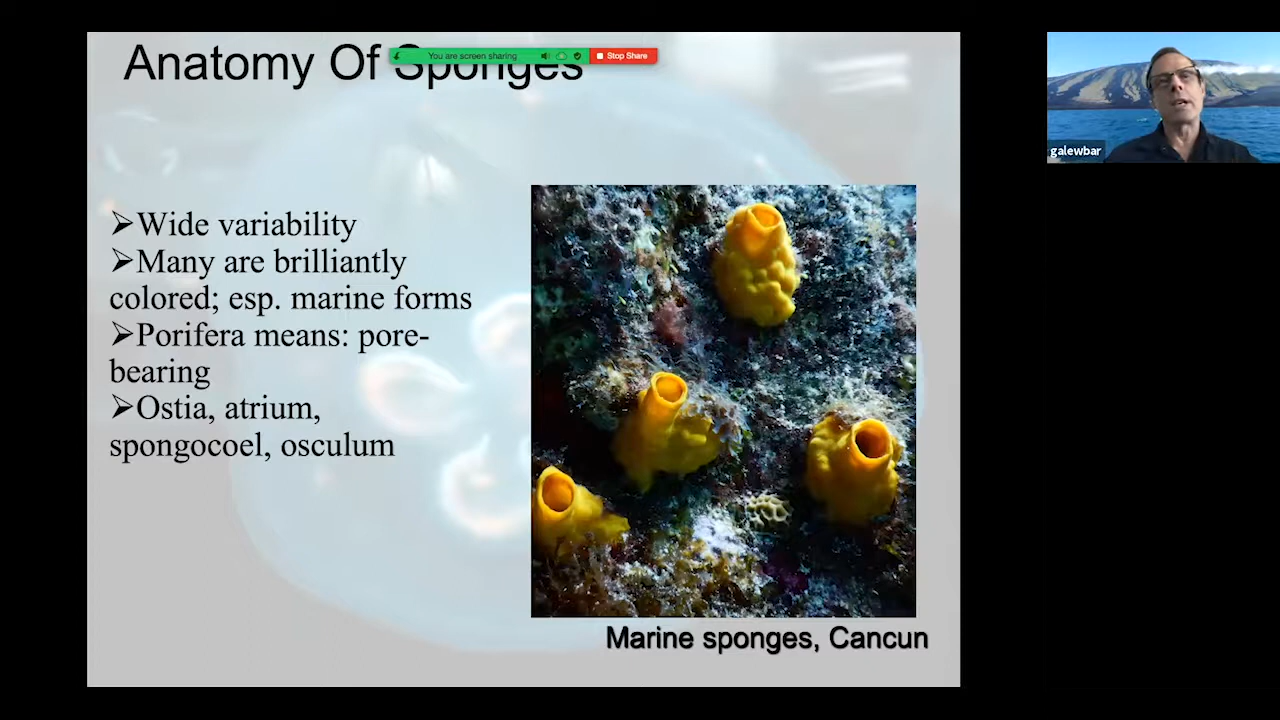 Anatomy Of Sponges
You are screen sharing
Stop Share
galewbar
➢Wide variability
➢Many are brilliantly
colored; esp. marine forms
➢Porifera means: pore-
bearing
➢Ostia, atrium,
spongocoel, osculum
Marine sponges, Cancun